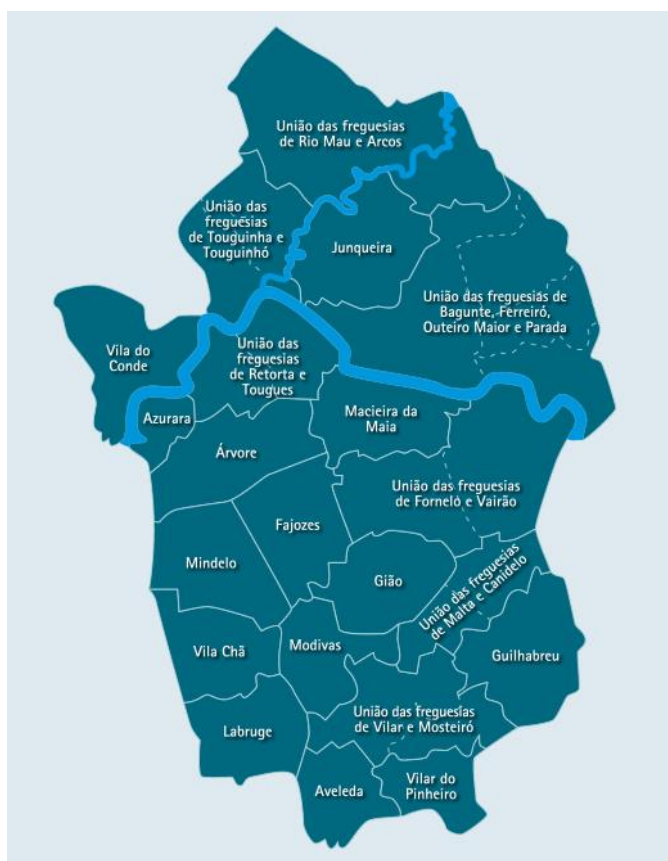 União das freguesias
de Rio Mau e Arcos
União das
freguesias
de Touguinha e
Touguinhó
Junqueira
União das freguesias de
Bagunte, Ferreiró,
Outeiro Maior e Parada
Vila do
Conde
União das
freguesias
de Retorta e
Tougues
Azurara
Macieira da
Maia
Árvore
União das freguesias
de Fornelo e Vairão
Fajozes
Mindelo
Gião
União das freguesias
de Malta e Canidelo
Vila Chã
Modivas
Guilhabreu
Labruge
União das freguesias
de Vilar e Mosteiró
Aveleda
Vilar do
Pinheiro